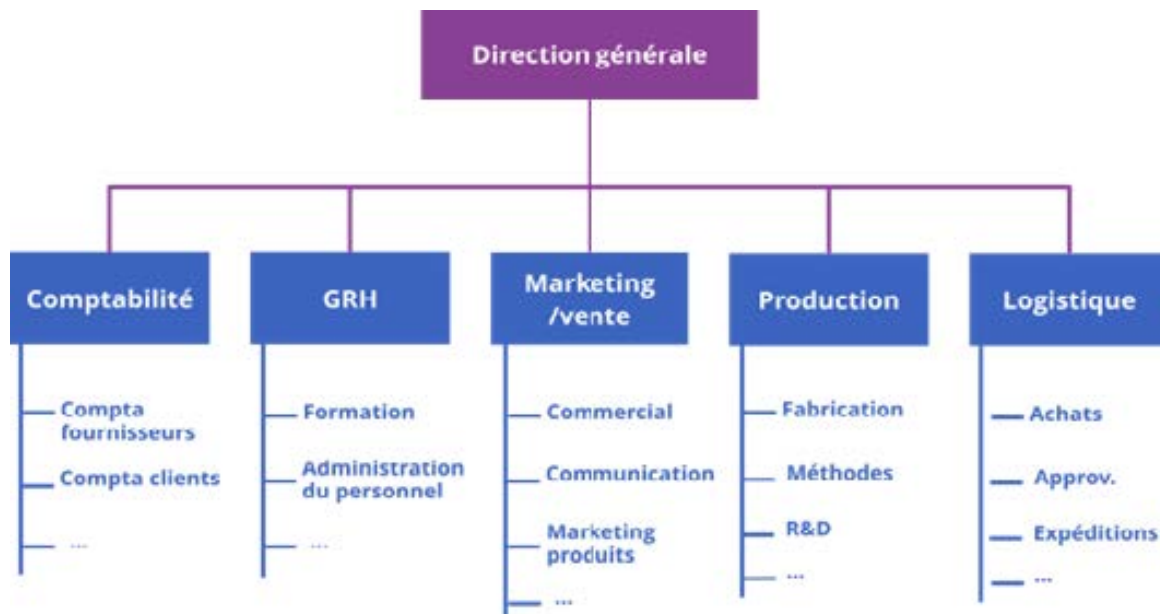 Direction générale
Comptabilité
GRH
Marketing
/vente
Production
Logistique
Compta
fournisseurs
Compta clients
...
Formation
Administration
du personnel
...
Commercial
Communication
Marketing
produits
...
Fabrication
Méthodes
R&D
...
Achats
Approv.
Expéditions
...